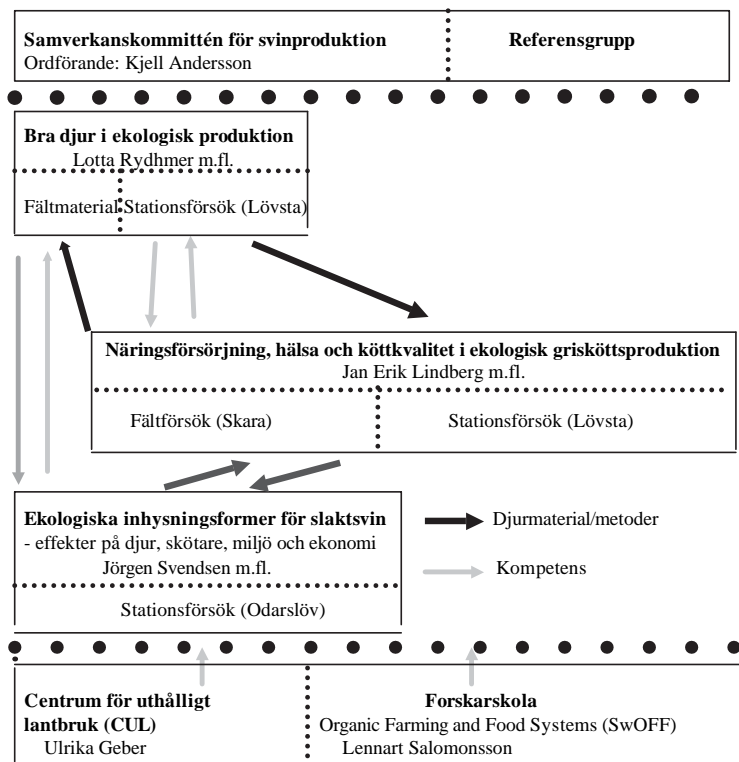 Samverkanskommittén för svinproduktion
Ordförande: Kjell Andersson
Referensgrupp
Bra djur i ekologisk produktion
Lotta Rydhmer m.fl.
Fältmaterial
Stationsförsök (Lövsta)
Näringsförsörjning, hälsa och köttkvalitet i ekologisk grisköttsproduktion
Jan Erik Lindberg m.fl.
Fältförsök (Skara)
Stationsförsök (Lövsta)
Ekologiska inhysningsformer för slaktsvin
- effekter på djur, skötare, miljö och ekonomi
Jörgen Svendsen m.fl.
Stationsförsök (Odarslöv)
Djurmaterial/metoder
Kompetens
Centrum för uthålligt
lantbruk (CUL)
Ulrika Geber
Forskarskola
Organic Farming and Food Systems (SwOFF)
Lennart Salomonsson